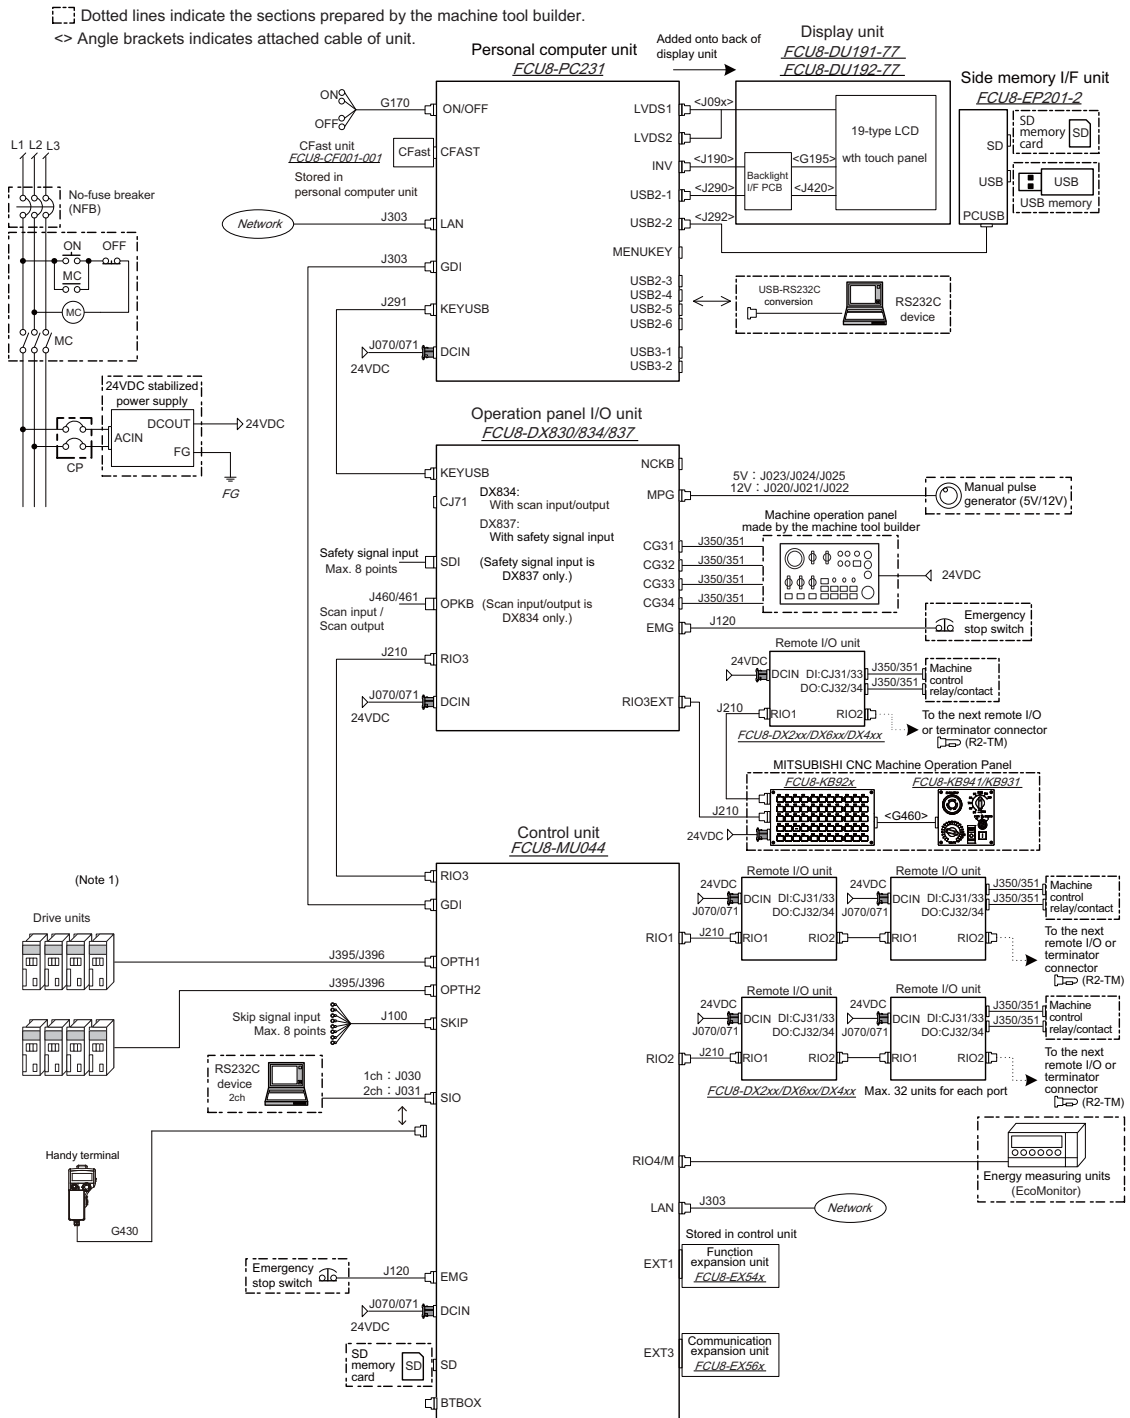 Dotted lines indicate the sections prepared by the machine tool builder.
<> Angle brackets indicates attached cable of unit.
Personal computer unit
FCU8-PC231
Added onto back of
display unit
Display unit
FCU8-DU191-77
FCU8-DU192-77
Side memory I/F unit
FCU8-EP201-2
ON
OFF
G170
ON/OFF
CFast unit
FCU8-CF001-001
CFast
CFAST
Stored in
personal computer unit
Network
J303
LAN
J303
GDI
J291
KEYUSB
J070/071
DCIN
24VDC
LVDS1
<J09x>
LVDS2
INV
<J190>
<G195>
USB2-1
<J290>
<J420>
USB2-2
<J292>
MENUKEY
USB2-3
USB2-4
USB2-5
USB2-6
USB3-1
USB3-2
19-type LCD
wth touch panel
Backlight
I/F PCB
SD
USB
PCUSB
SD
memory
card
SD
USB
USB memory
USB-RS232C
conversion
RS232C
device
L1 L2 L3
No-fuse breaker
(NFB)
ON
OFF
MC
MC
MC
24VDC stabilized
power supply
DCOUT
24VDC
ACIN
FG
CP
FG
Operation panel I/O unit
FCU8-DX830/834/837
KEYUSB
NCKB
CJ71
DX834:
With scan input/output
DX837:
With safety signal input
MPG
5V : J023/J024/J025
12V : J020/J021/J022
Manual pulse
generator (5V/12V)
Machine operation panel
made by the machine tool builder
CG31
J350/351
CG32
J350/351
CG33
J350/351
CG34
J350/351
24VDC
Safety signal input
Max. 8 points
SDI
(Safety signal input is
DX837 only.)
J460/461
OPKB
(Scan input/output is
DX834 only.)
Scan input /
Scan output
EMG
J120
Emergency
stop switch
J210
RIO3
J070/071
DCIN
24VDC
RIO3EXT
Remote I/O unit
24VDC
DCIN
DI:CJ31/33
DO:CJ32/34
J350/351
J350/351
Machine
control
relay/contact
J210
RIO1
RIO2
To the next remote I/O
or terminator connector
(R2-TM)
FCU8-DX2xx/DX6xx/DX4xx
MITSUBISHI CNC Machine Operation Panel
FCU8-KB92x
FCU8-KB941/KB931
J210
<G460>
24VDC
Control unit
FCU8-MU044
RIO3
GDI
(Note 1)
Drive units
J395/J396
OPTH1
J395/J396
OPTH2
Skip signal input
Max. 8 points
J100
SKIP
RS232C
device
2ch
1ch : J030
2ch : J031
SIO
Handy terminal
G430
Emergency
stop switch
J120
EMG
J070/071
DCIN
24VDC
SD
memory
card
SD
SD
BTBOX
Remote I/O unit
Remote I/O unit
24VDC
J070/071
DCIN
DI:CJ31/33
DO:CJ32/34
24VDC
J070/071
DCIN
DI:CJ31/33
DO:CJ32/34
J350/351
J350/351
Machine
control
relay/contact
RIO1
J210
RIO1
RIO2
RIO1
RIO2
To the next
remote I/O or
terminator
connector
(R2-TM)
Remote I/O unit
Remote I/O unit
24VDC
J070/071
DCIN
DI:CJ31/33
DO:CJ32/34
24VDC
J070/071
DCIN
DI:CJ31/33
DO:CJ32/34
J350/351
J350/351
Machine
control
relay/contact
RIO2
J210
RIO1
RIO2
RIO1
RIO2
To the next
remote I/O or
terminator
connector
(R2-TM)
FCU8-DX2xx/DX6xx/DX4xx
Max. 32 units for each port
RIO4/M
Energy measuring units
(EcoMonitor)
LAN
J303
Network
Stored in control unit
EXT1
Function
expansion unit
FCU8-EX54x
EXT3
Communication
expansion unit
FCU8-EX56x